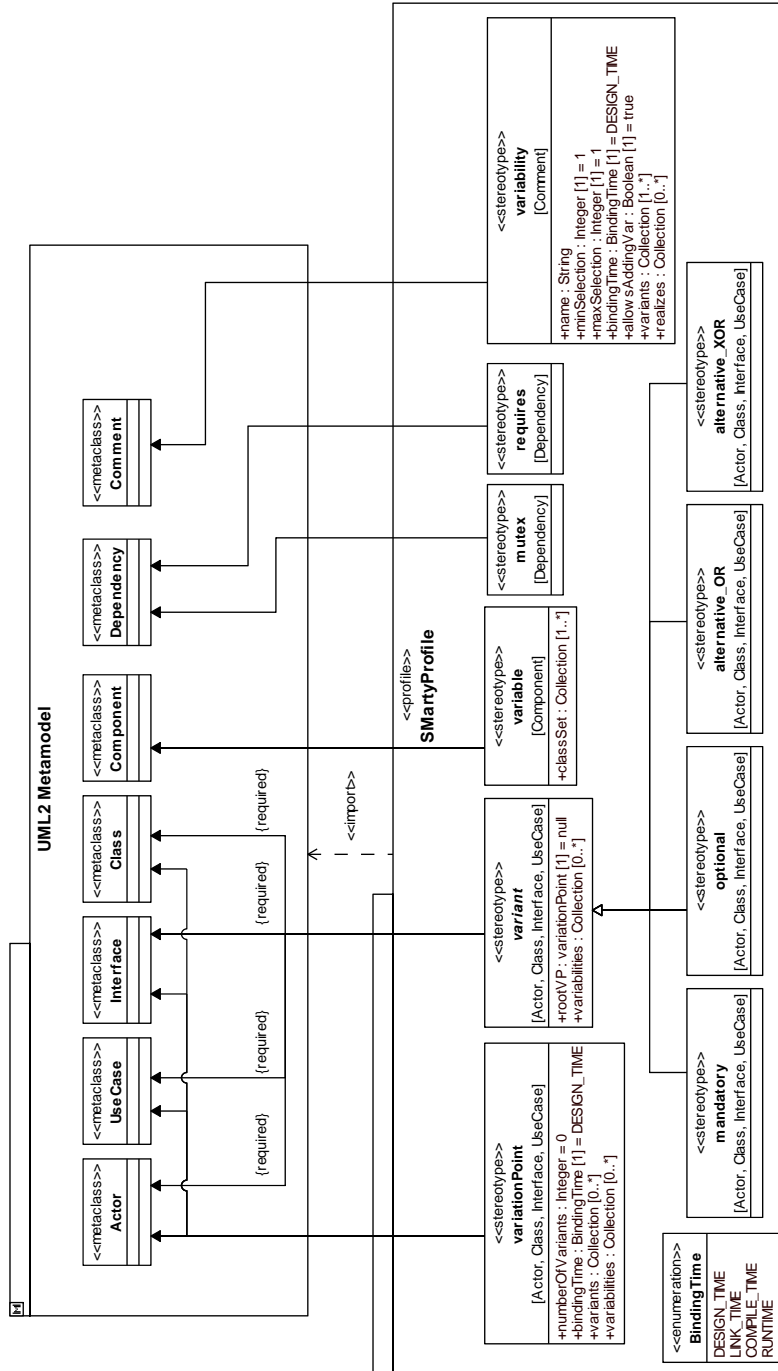 UML2 Metamodel
M
<<metaclass>>
Actor
<<metaclass>>
UseCase
<<metaclass>>
Interface
<<metaclass>>
Class
<<metaclass>>
Component
<<metaclass>>
Dependency
<<metaclass>>
Comment
{required}
{required}
{required}
{required}
<<import>>
<<profile>>
SMartyProfile
<<stereotype>>
variationPoint
[Actor, Class, Interface, UseCase]
+numberOfVariants : Integer = 0
+bindingTime : BindingTime [1] = DESIGN_TIME
+variants : Collection [0..*]
+variabilities : Collection [0..*]
<<stereotype>>
variant
[Actor, Class, Interface, UseCase]
+rootVP : variationPoint [1] = null
+variabilities : Collection [0..*]
<<stereotype>>
variable
[Component]
+classSet : Collection [1..*]
<<stereotype>>
mutex
[Dependency]
<<stereotype>>
requires
[Dependency]
<<stereotype>>
variability
[Comment]
+name : String
+minSelection : Integer [1] = 1
+maxSelection : Integer [1] = 1
+bindingTime : BindingTime [1] = DESIGN_TIME
+allowsAddingVar : Boolean [1] = true
+variants : Collection [1..*]
+realizes : Collection [0..*]
<<enumeration>>
BindingTime
DESIGN_TIME
LINK_TIME
COMPILE_TIME
RUNTIME
<<stereotype>>
mandatory
[Actor, Class, Interface, UseCase]
<<stereotype>>
optional
[Actor, Class, Interface, UseCase]
<<stereotype>>
alternative_OR
[Actor, Class, Interface, UseCase]
<<stereotype>>
alternative_XOR
[Actor, Class, Interface, UseCase]